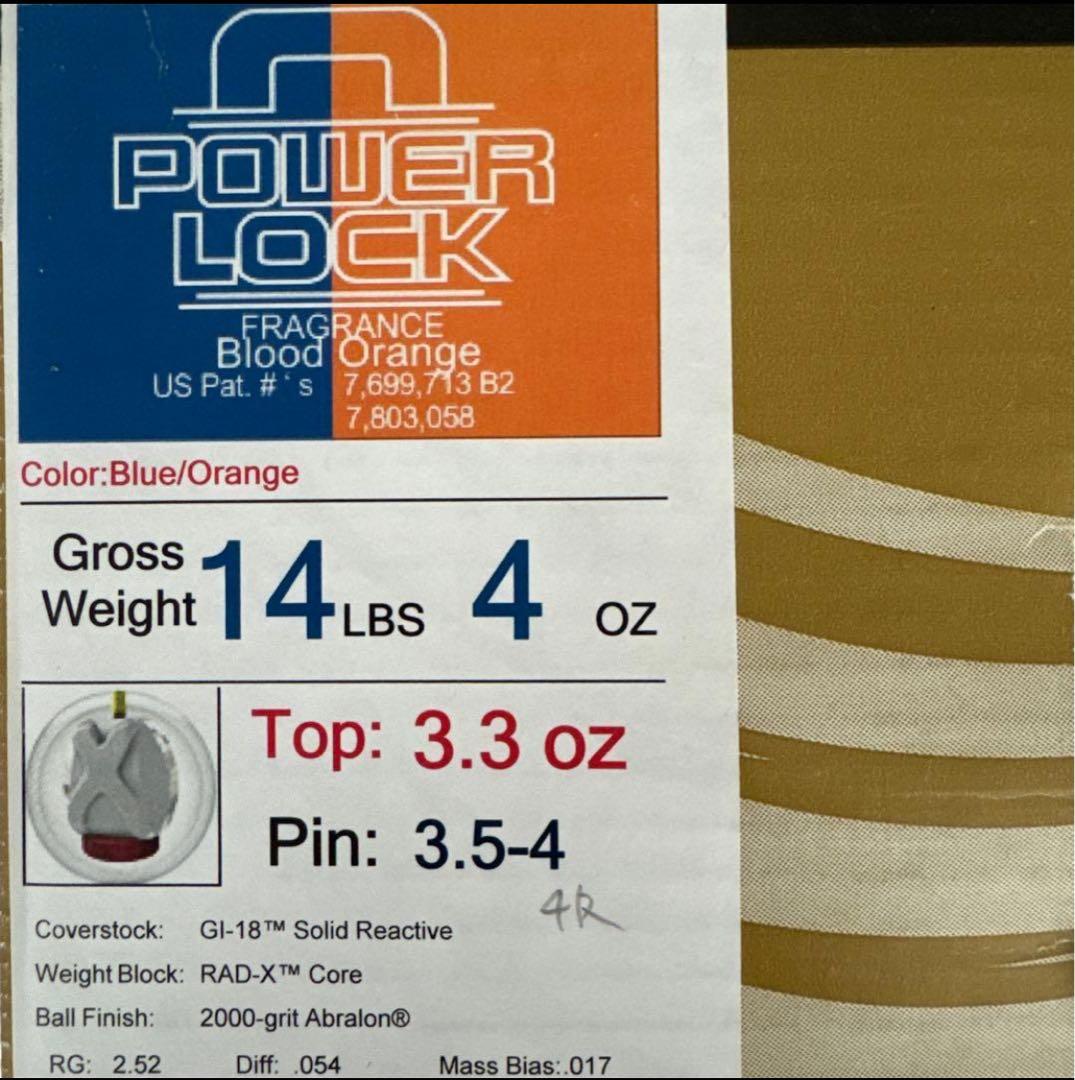 POWER
LOCK
FRAGRANCE
Blood Orange
US Pat. #‘s 7,699,713 B2
7,803,058
Color:Blue/Orange
Gross Weight 14 LBS 4 OZ
Top: 3.3 oz
Pin: 3.5-4
4R
Coverstock: GI-18™ Solid Reactive
Weight Block: RAD-X™ Core
Ball Finish: 2000-grit Abralon®
RG: 2.52 Diff: .054 Mass Bias:.017